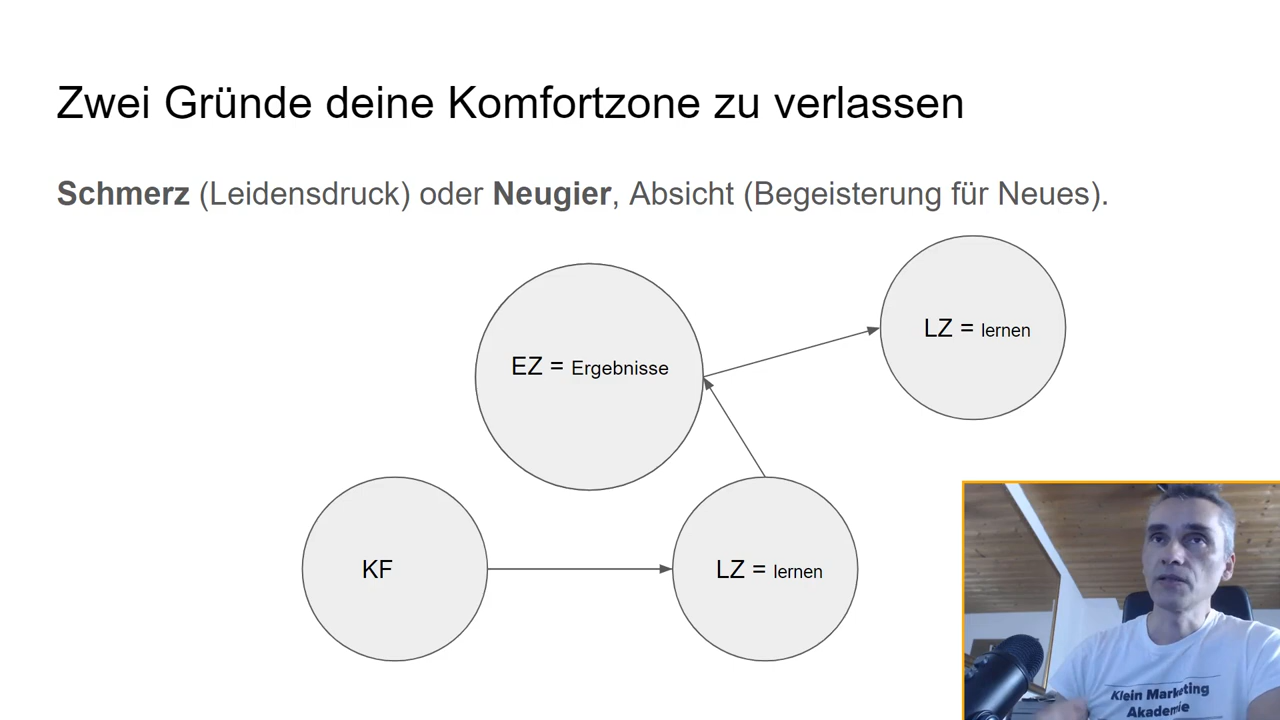 Zwei Gründe deine Komfortzone zu verlassen
Schmerz (Leidensdruck) oder Neugier, Absicht (Begeisterung für Neues).
LZ = lernen
EZ = Ergebnisse
KF
LZ = lernen
Klein Marketing
Akademie